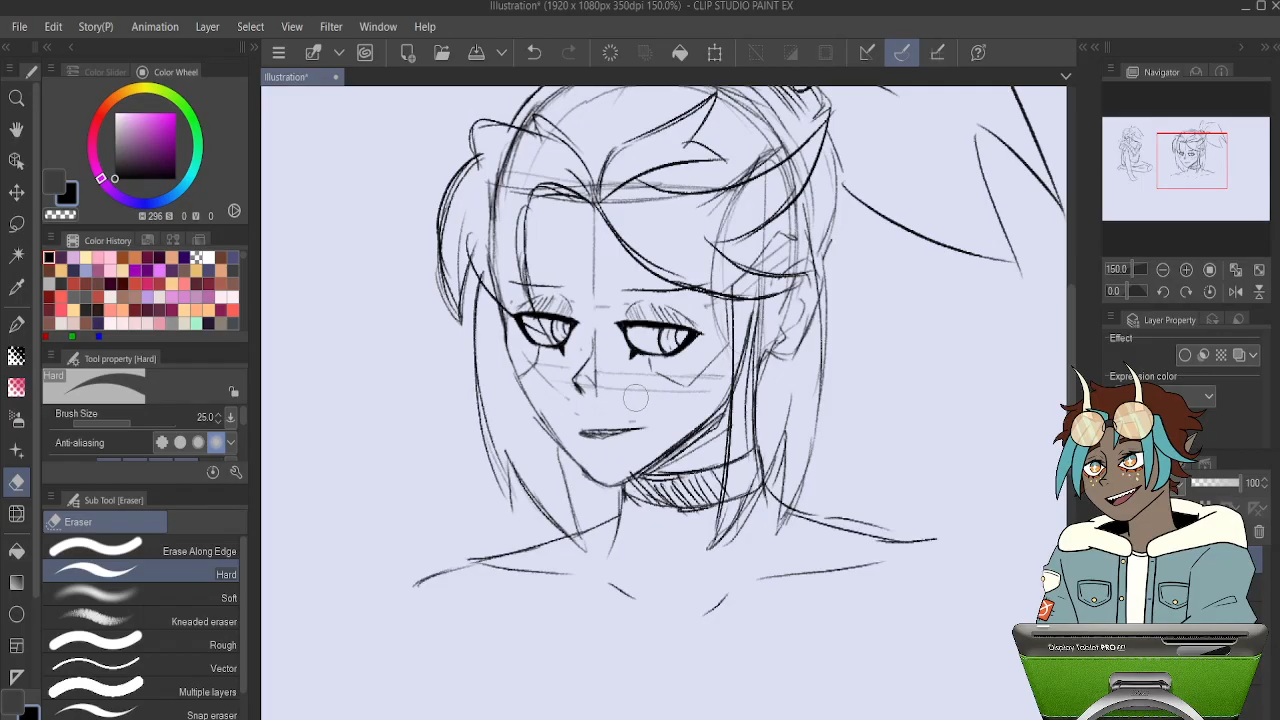 Illustration* (1920 x 1080px 350dpi 150.0%) - CLIP STUDIO PAINT EX
File Edit Story(P) Animation Layer Select View Filter Window Help
Color Slider Color Wheel
Illustration*
Navigator
H 296 S 0 V 0
Color History
150.0
0.0
Layer Property
Effect
Expression color
Tool property [Hard]
Hard
Brush Size 25.0
Anti-aliasing
100
Sub Tool [Eraser]
Eraser
Erase Along Edge
Hard
Soft
Kneaded eraser
Rough
Vector
Multiple layers
Snap eraser
Display Tablet PRO